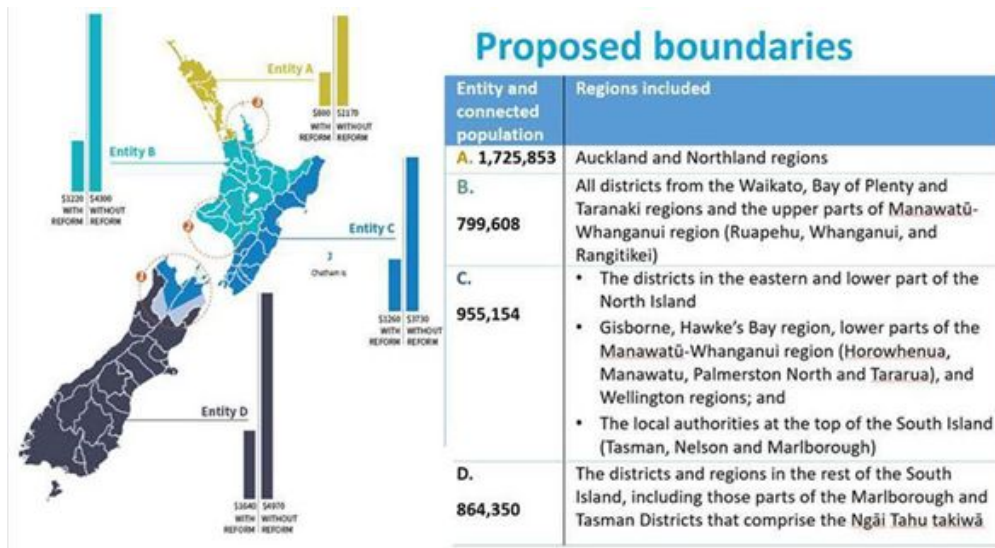 Proposed boundaries
Entity A
$800
$2170
WITH
REFORM
WITHOUT
REFORM
Entity B
$1220
$4300
WITH
REFORM
WITHOUT
REFORM
Entity C
Chatham is
$1260
$3730
WITH
REFORM
WITHOUT
REFORM
Entity D
$1640
$4970
WITH
REFORM
WITHOUT
REFORM
Entity and
connected
population
Regions included
A. 1,725,853
Auckland and Northland regions
B.
799,608
All districts from the Waikato, Bay of Plenty and
Taranaki regions and the upper parts of Manawatū-
Whanganui region (Ruapehu, Whanganui, and
Rangitikei)
C.
955,154
• The districts in the eastern and lower part of the
North Island
• Gisborne, Hawke's Bay region, lower parts of the
Manawatū-Whanganui region (Horowhenua,
Manawatu, Palmerston North and Tararua), and
Wellington regions; and
• The local authorities at the top of the South Island
(Tasman, Nelson and Marlborough)
D.
864,350
The districts and regions in the rest of the South
Island, including those parts of the Marlborough and
Tasman Districts that comprise the Ngāi Tahu takiwā